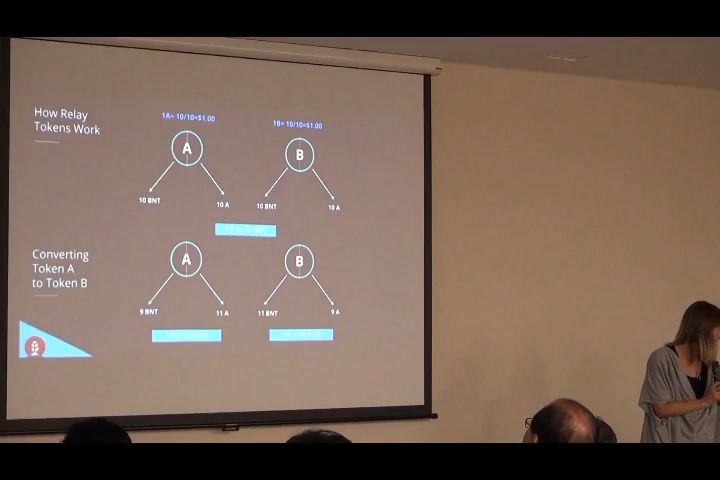 How Relay
Tokens Work
1A= 10/10=$1.00
1B= 10/10=$1.00
A
B
10 BNT
10 A
10 BNT
10 A
Converting
Token A
to Token B
A
B
9 BNT
11 A
11 BNT
9 A